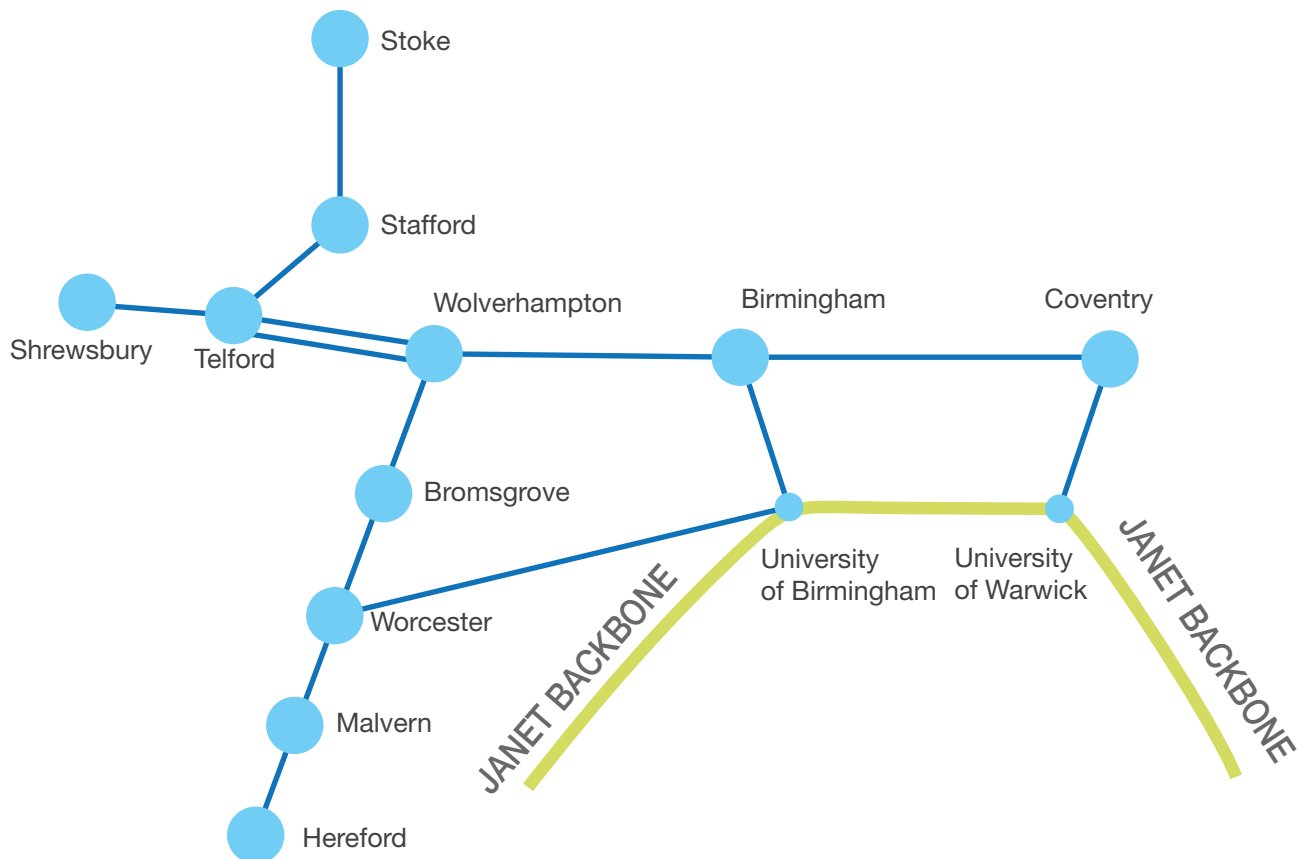 Stoke
Stafford
Wolverhampton
Birmingham
Coventry
Shrewsbury
Telford
Bromsgrove
University
of Birmingham
University
of Warwick
JANET BACKBONE
JANET BACKBONE
Worcester
Malvern
Hereford